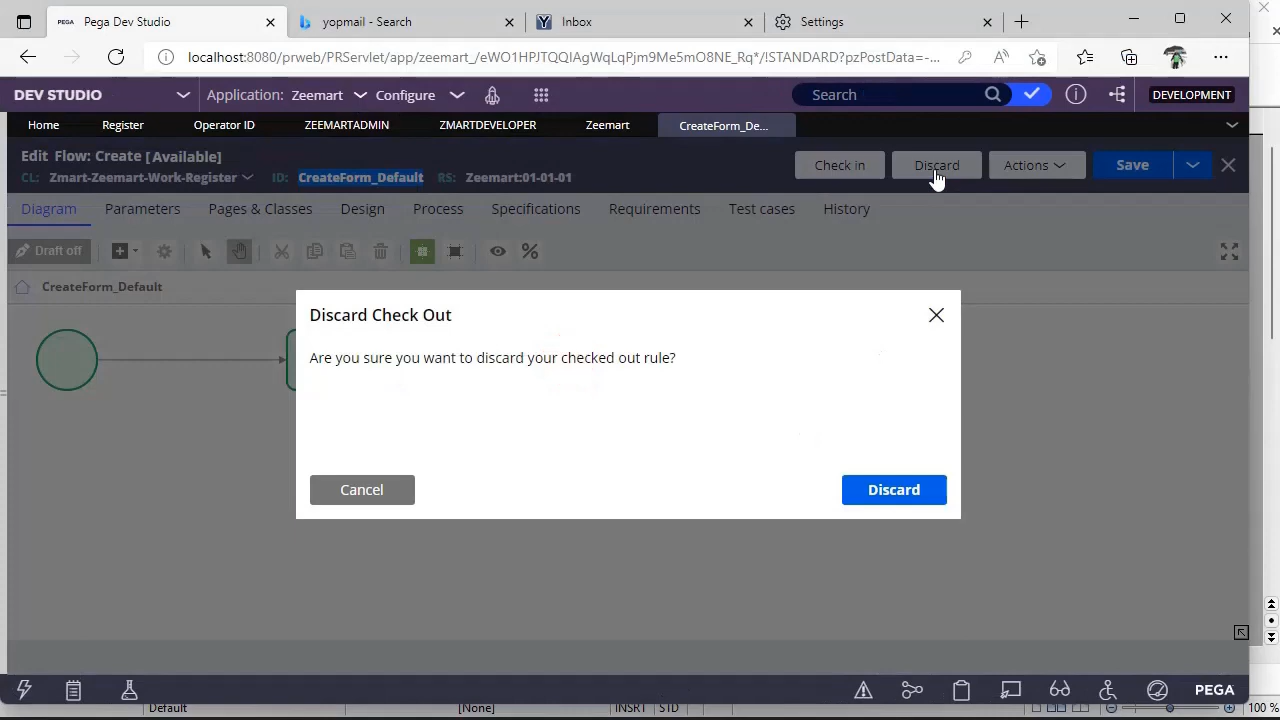 Pega Dev Studio
yopmail - Search
Inbox
Settings
localhost:8080/prweb/PRServlet/app/zeemart_/eWO1HPJTQQIAgWqLqPjm9Me5mO8NE_Rq*/!STANDARD?pzPostData=-...
DEV STUDIO
Application: Zeemart
Configure
Search
DEVELOPMENT
Home
Register
Operator ID
ZEEMARTADMIN
ZMARTDEVELOPER
Zeemart
CreateForm_De...
Edit Flow: Create [Available]
CL: Zmart-Zeemart-Work-Register
ID: CreateForm_Default
RS: Zeemart:01-01-01
Check in
Discard
Actions
Save
Diagram
Parameters
Pages & Classes
Design
Process
Specifications
Requirements
Test cases
History
Draft off
CreateForm_Default
Discard Check Out
Are you sure you want to discard your checked out rule?
Cancel
Discard
PEGA
Default
[None]
INSRT
STD
100 %